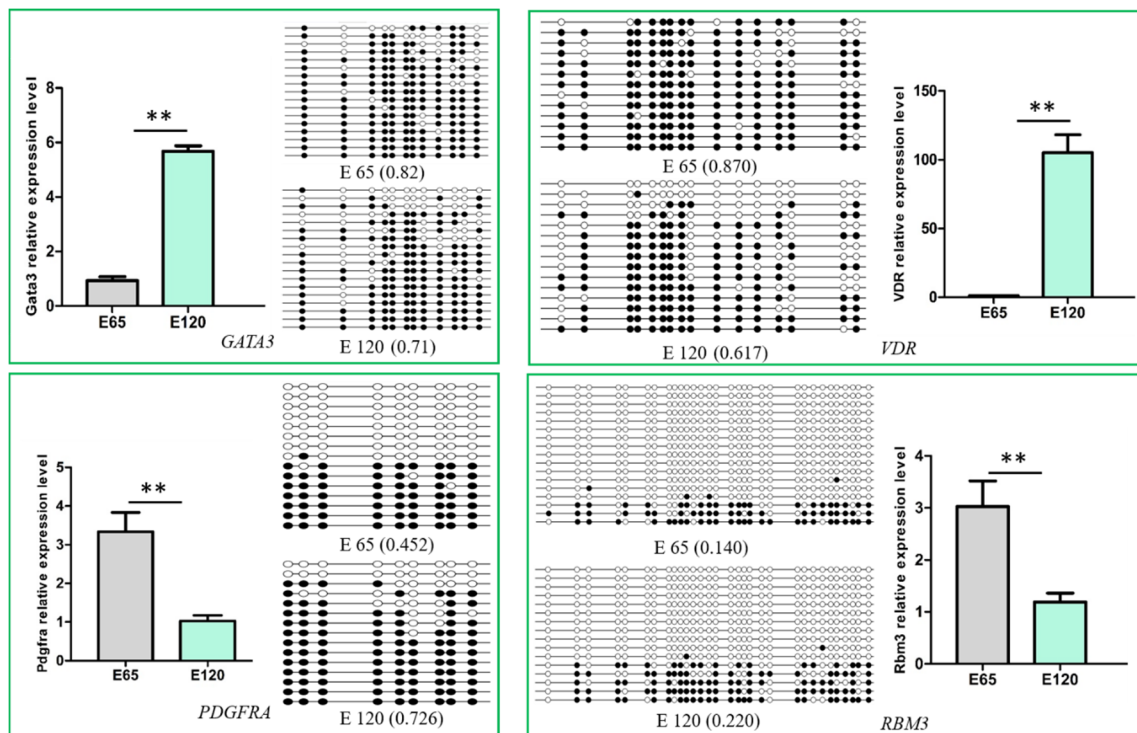 Gata3 relative expression level
8
6
4
2
0
**
E65
E120
GATA3
E 65 (0.82)
E 120 (0.71)
E 65 (0.870)
E 120 (0.617)
VDR relative expression level
150
100
50
0
**
E65
E120
VDR
Pdgfra relative expression level
5
4
3
2
1
0
**
E65
E120
PDGFRA
E 65 (0.452)
E 120 (0.726)
E 65 (0.140)
E 120 (0.220)
Rbm3 relative expression level
4
3
2
1
0
**
E65
E120
RBM3